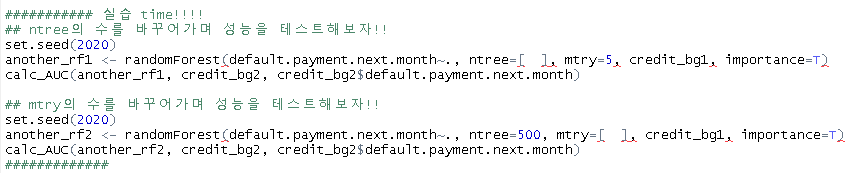 ########### 실습 time!!!!
## ntree의 수를 바꾸어가며 성능을 테스트해보자!!
set.seed(2020)
another_rf1 <- randomForest(default.payment.next.month~., ntree=[  ], mtry=5, credit_bg1, importance=T)
calc_AUC(another_rf1, credit_bg2, credit_bg2$default.payment.next.month)
## mtry의 수를 바꾸어가며 성능을 테스트해보자!!
set.seed(2020)
another_rf2 <- randomForest(default.payment.next.month~., ntree=500, mtry=[  ], credit_bg1, importance=T)
calc_AUC(another_rf2, credit_bg2, credit_bg2$default.payment.next.month)
#############